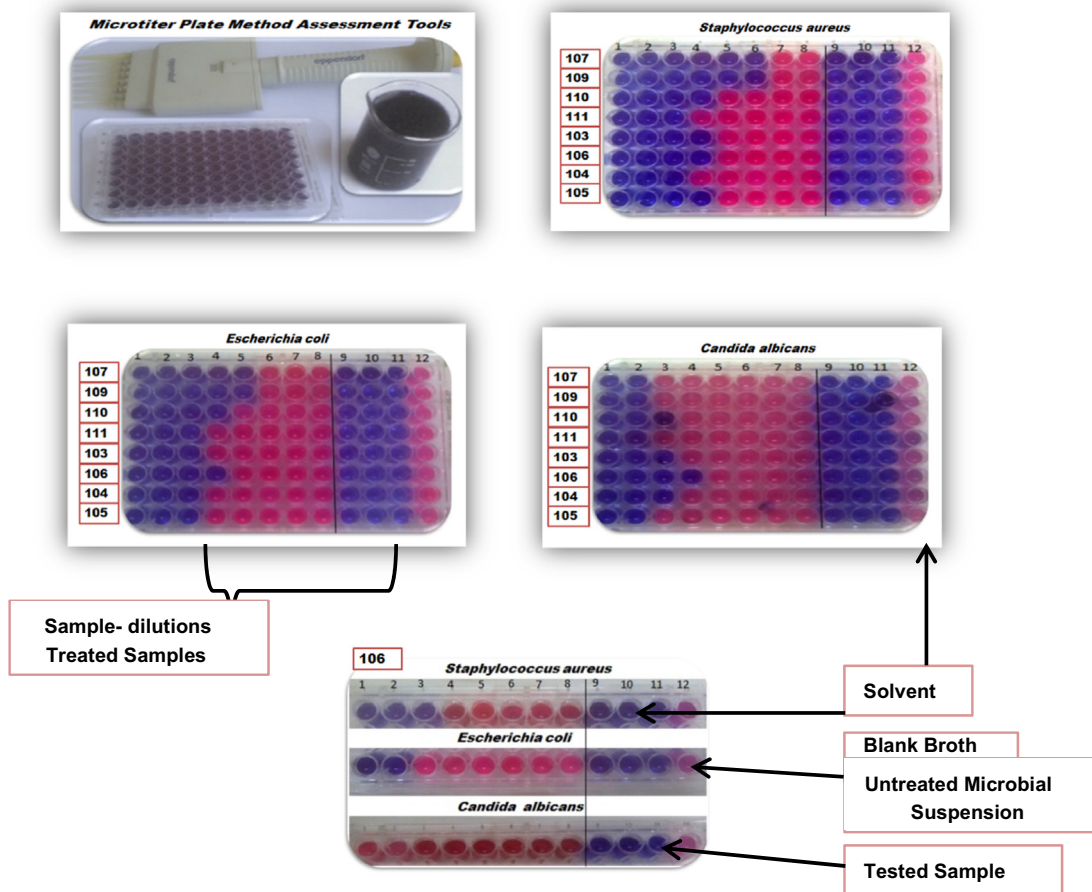 Microtiter Plate Method Assessment Tools
eppendorf
Staphylococcus aureus
1 2 3 4 5 6 7 8 9 10 11 12
107
109
110
111
103
106
104
105
Escherichia coli
1 2 3 4 5 6 7 8 9 10 11 12
107
109
110
111
103
106
104
105
Candida albicans
1 2 3 4 5 6 7 8 9 10 11 12
107
109
110
111
103
106
104
105
Sample- dilutions
Treated Samples
106
Staphylococcus aureus
1 2 3 4 5 6 7 8 9 10 11 12
Escherichia coli
Candida albicans
Solvent
Blank Broth
Untreated Microbial
Suspension
Tested Sample